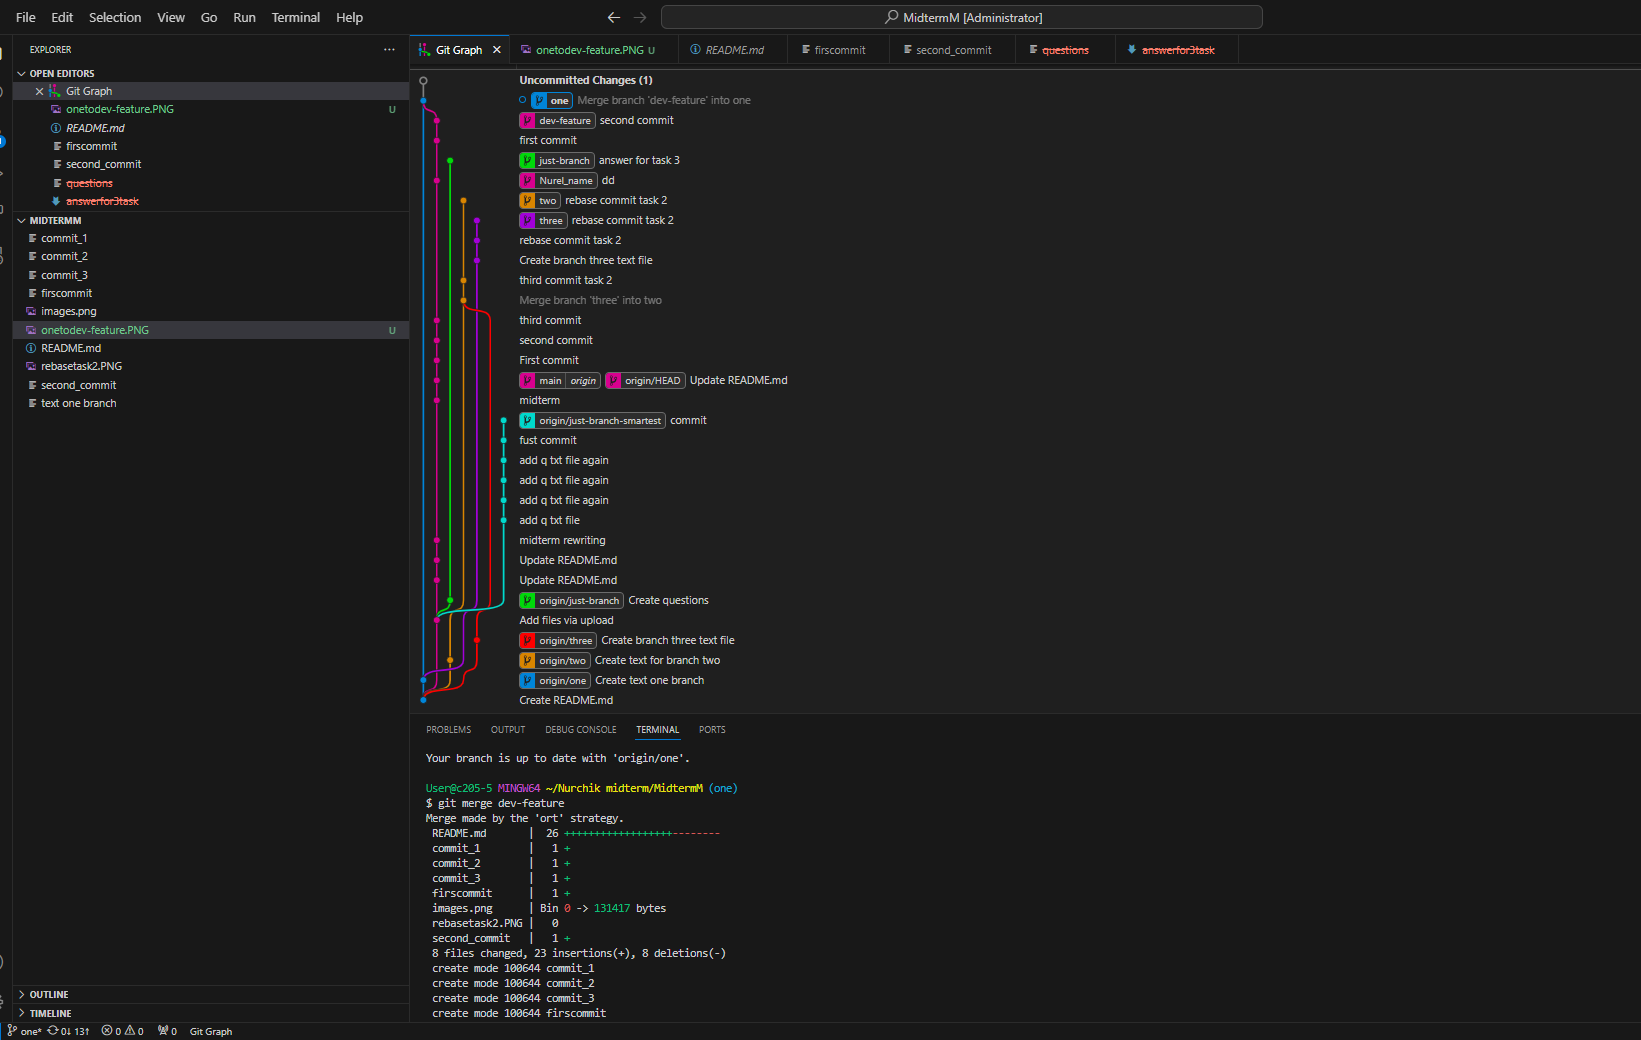 File Edit Selection View Go Run Terminal Help
MidtermM [Administrator]
EXPLORER
OPEN EDITORS
Git Graph
onetodev-feature.PNG U
README.md
firscommit
second_commit
questions
answerfor3task
MIDTERMM
commit_1
commit_2
commit_3
firscommit
images.png
onetodev-feature.PNG U
README.md
rebasetask2.PNG
second_commit
text one branch
OUTLINE
TIMELINE
Git Graph onetodev-feature.PNG U README.md firscommit second_commit questions answerfor3task
Uncommitted Changes (1)
one Merge branch 'dev-feature' into one
dev-feature second commit
first commit
just-branch answer for task 3
Nurel_name dd
two rebase commit task 2
three rebase commit task 2
rebase commit task 2
Create branch three text file
third commit task 2
Merge branch 'three' into two
third commit
second commit
First commit
main origin origin/HEAD Update README.md
midterm
origin/just-branch-smartest commit
fust commit
add q txt file again
add q txt file again
add q txt file again
add q txt file
midterm rewriting
Update README.md
Update README.md
origin/just-branch Create questions
Add files via upload
origin/three Create branch three text file
origin/two Create text for branch two
origin/one Create text one branch
Create README.md
PROBLEMS OUTPUT DEBUG CONSOLE TERMINAL PORTS
Your branch is up to date with 'origin/one'.
User@c205-5 MINGW64 ~/Nurchik midterm/MidtermM (one)
$ git merge dev-feature
Merge made by the 'ort' strategy.
README.md | 26 ++++++++++++++++++--------
commit_1 | 1 +
commit_2 | 1 +
commit_3 | 1 +
firscommit | 1 +
images.png | Bin 0 -> 131417 bytes
rebasetask2.PNG | 0
second_commit | 1 +
8 files changed, 23 insertions(+), 8 deletions(-)
create mode 100644 commit_1
create mode 100644 commit_2
create mode 100644 commit_3
create mode 100644 firscommit
one* 0↓ 13↑ 0 0 0 Git Graph